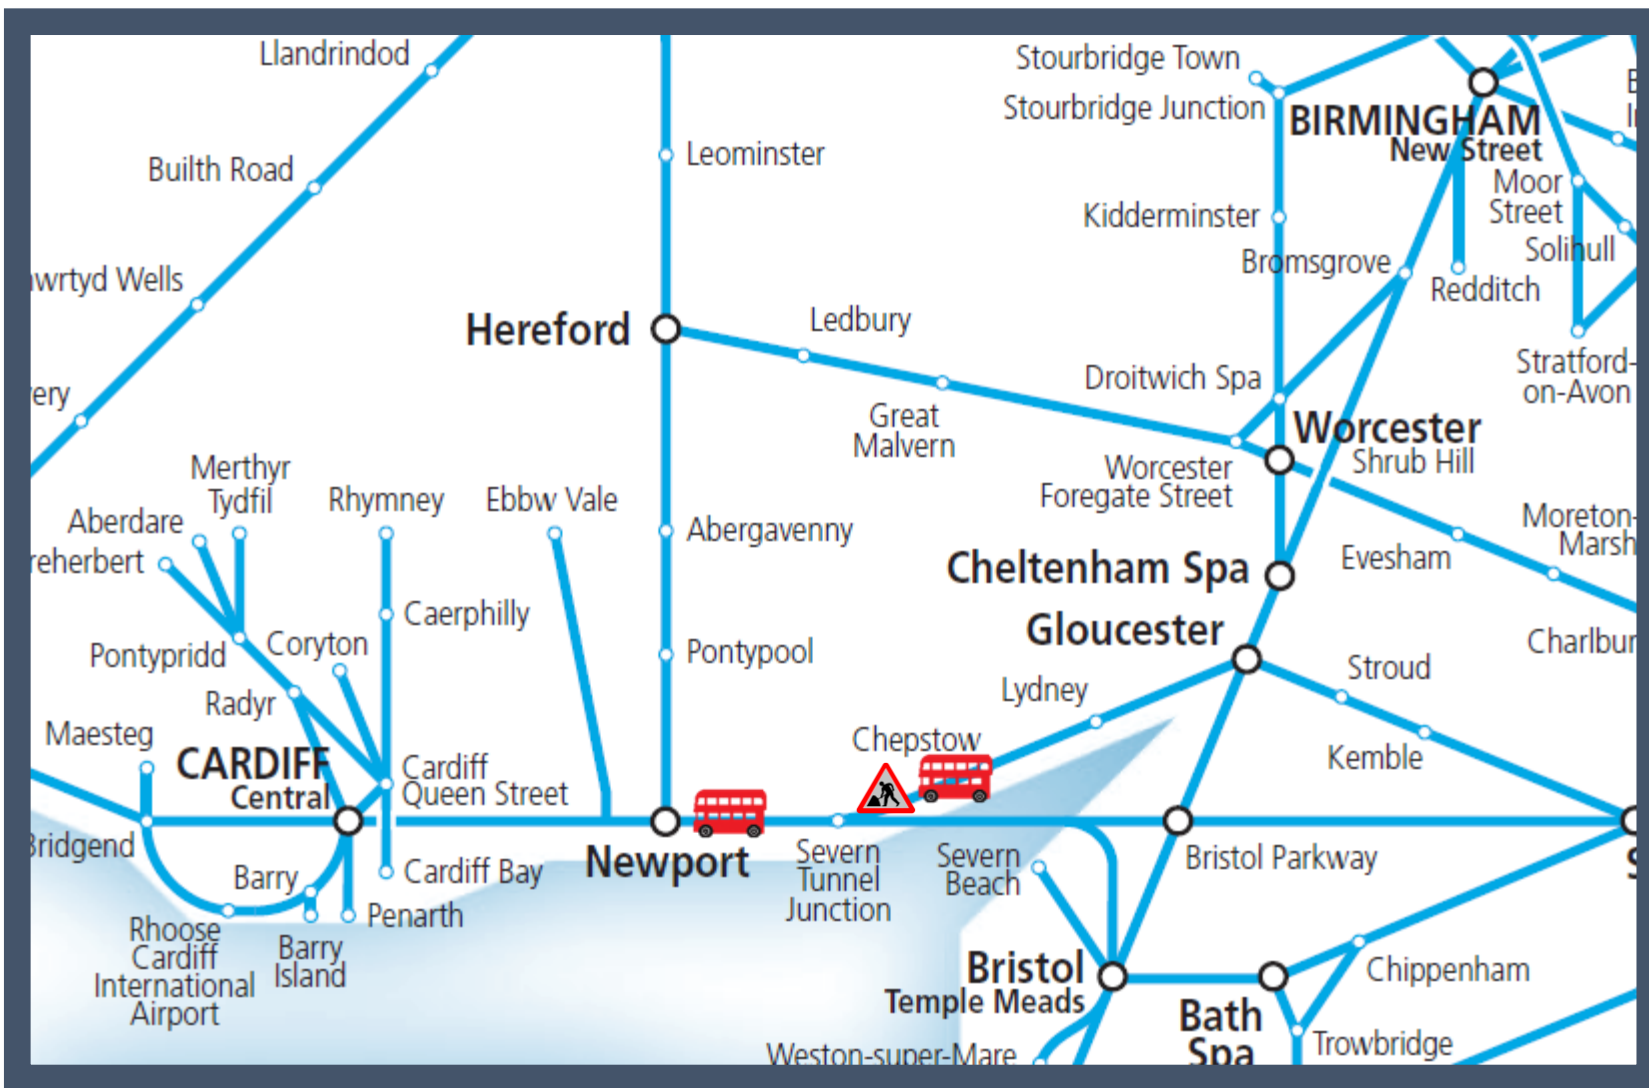 Llandrindod
Stourbridge Town
Stourbridge Junction
BIRMINGHAM
New Street
Builth Road
Leominster
Moor
Street
Kidderminster
Solihull
Bromsgrove
wrtyd Wells
Redditch
Hereford
Ledbury
Stratford-
on-Avon
Droitwich Spa
ery
Great
Malvern
Worcester
Shrub Hill
Worcester
Foregate Street
Merthyr
Tydfil
Rhymney
Ebbw Vale
Aberdare
reherbert
Abergavenny
Moreton-
Marsh
Evesham
Cheltenham Spa
Caerphilly
Gloucester
Charlbur
Coryton
Pontypridd
Pontypool
Stroud
Radyr
Lydney
Maesteg
Chepstow
Kemble
CARDIFF
Central
Cardiff
Queen Street
Bridgend
Newport
Severn
Tunnel
Junction
Severn
Beach
Bristol Parkway
S
Barry
Cardiff Bay
Penarth
Rhoose
Cardiff
International
Airport
Barry
Island
Bristol
Temple Meads
Chippenham
Bath
Spa
Trowbridge
Weston-super-Mare